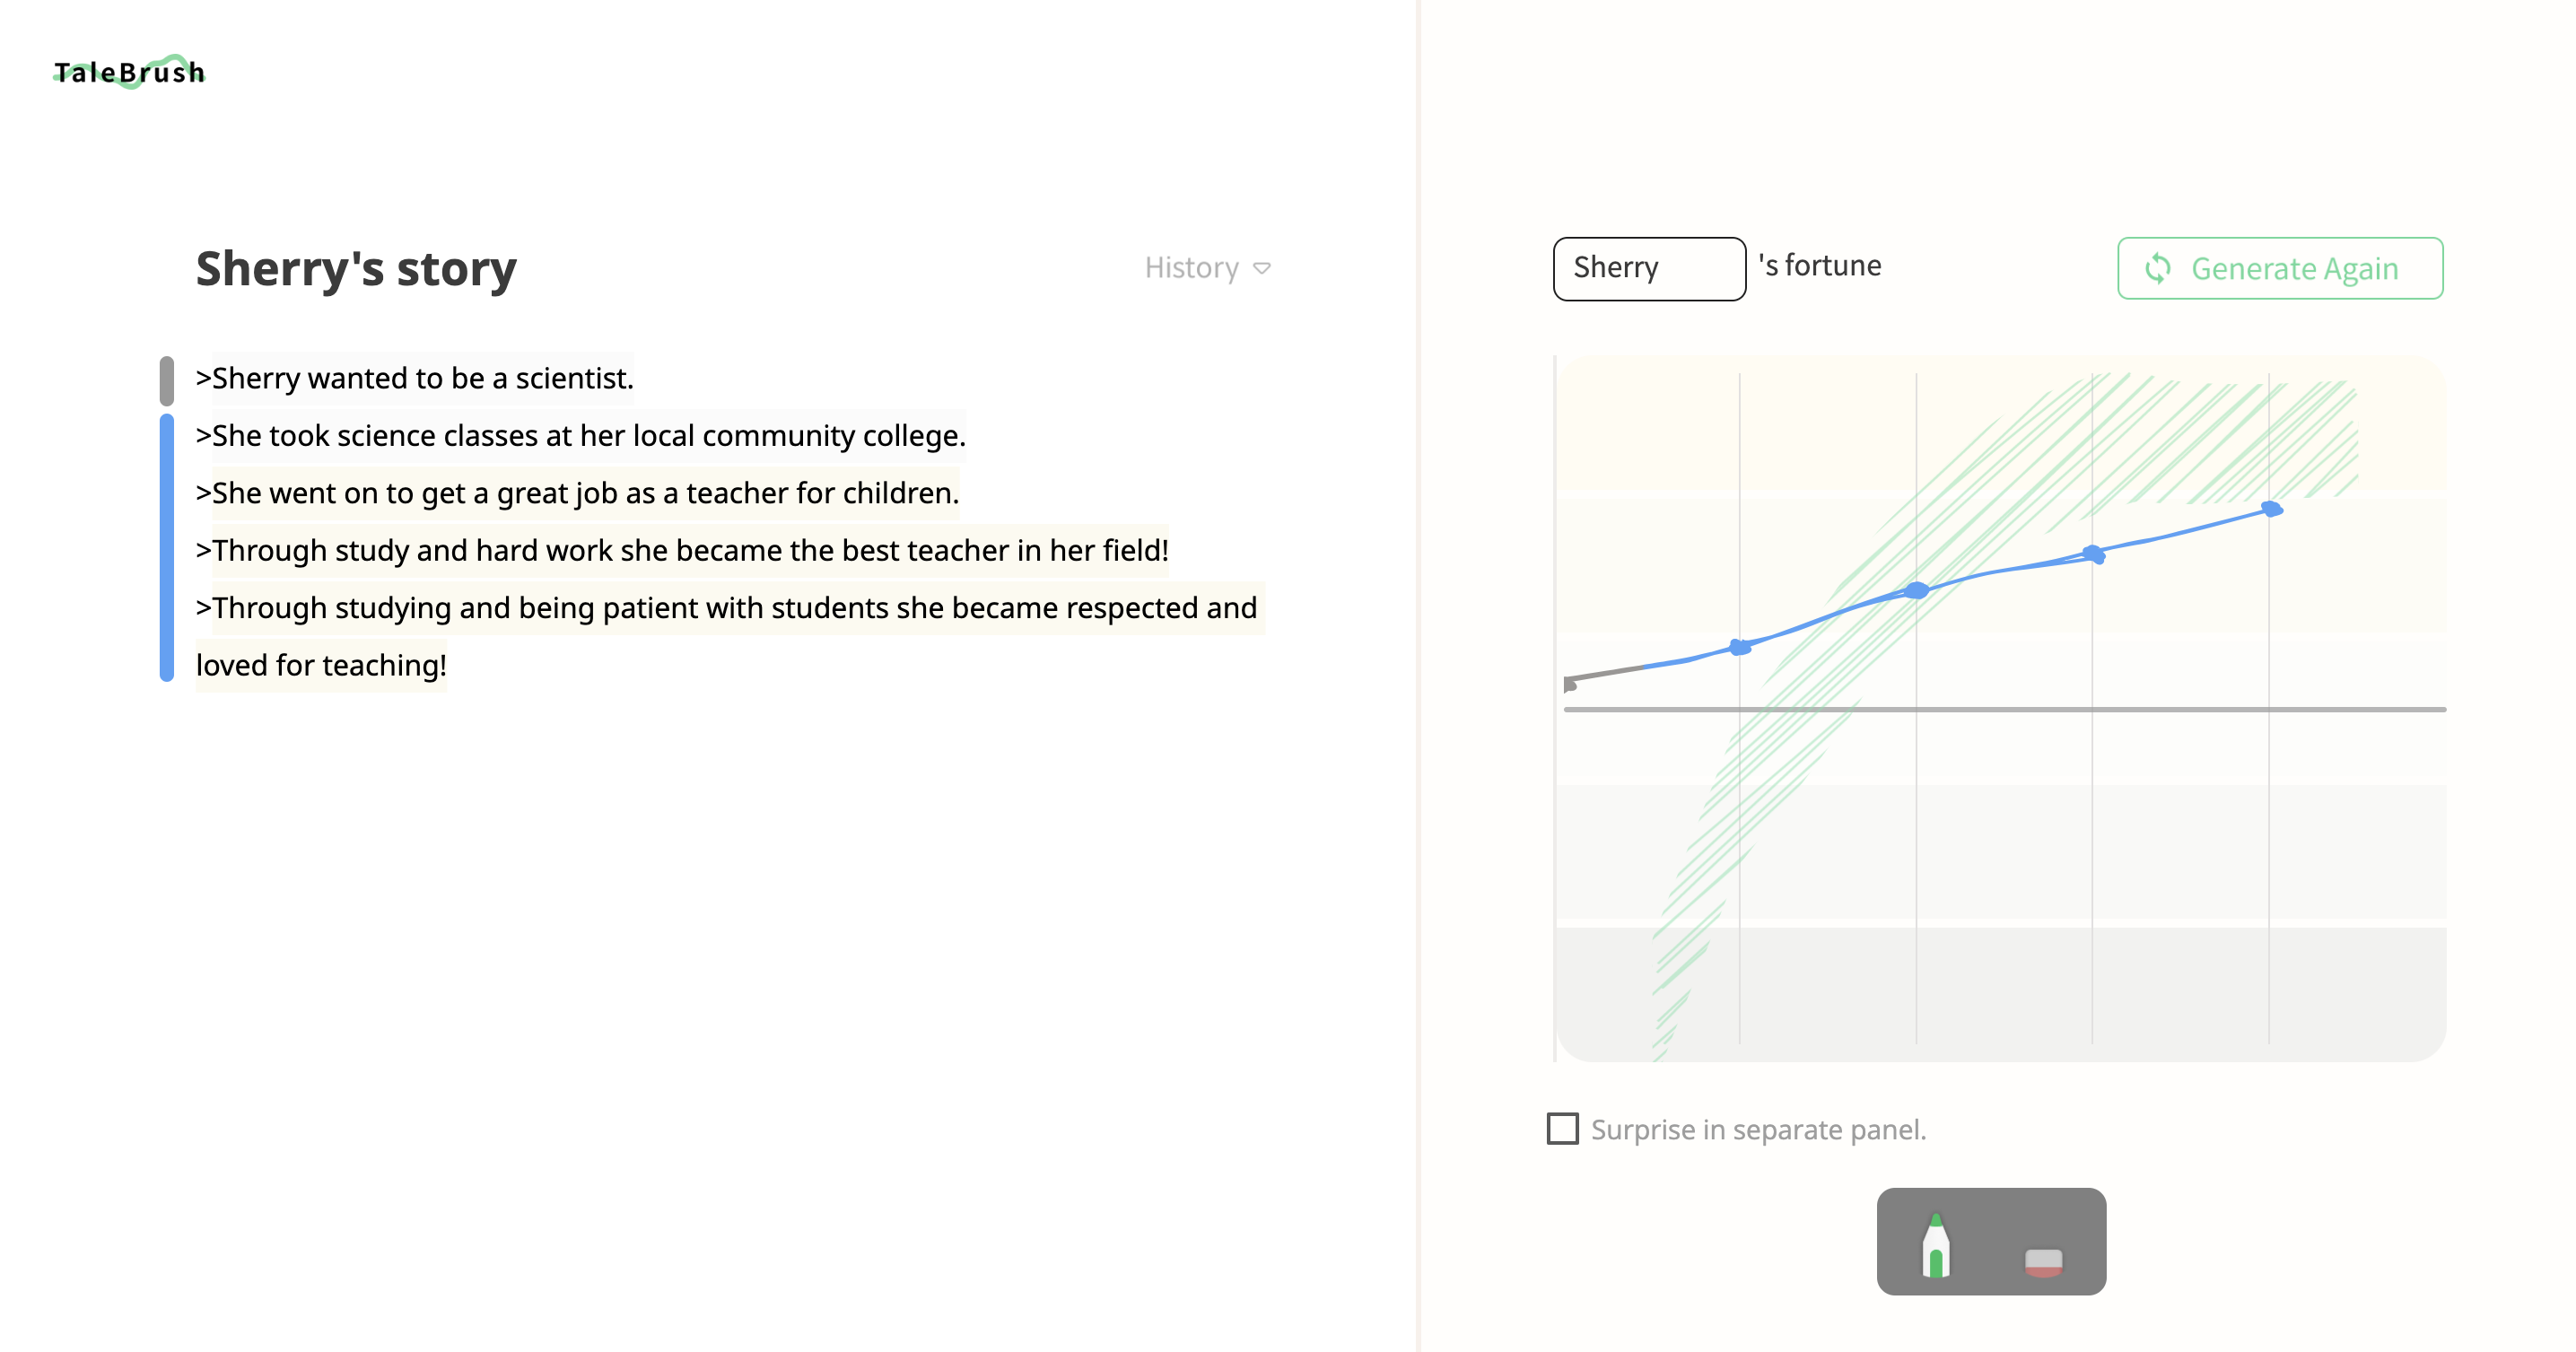 TaleBrush
Sherry's story
History
>Sherry wanted to be a scientist.
>She took science classes at her local community college.
>She went on to get a great job as a teacher for children.
>Through study and hard work she became the best teacher in her field!
>Through studying and being patient with students she became respected and
loved for teaching!
Sherry 's fortune
Generate Again
Surprise in separate panel.